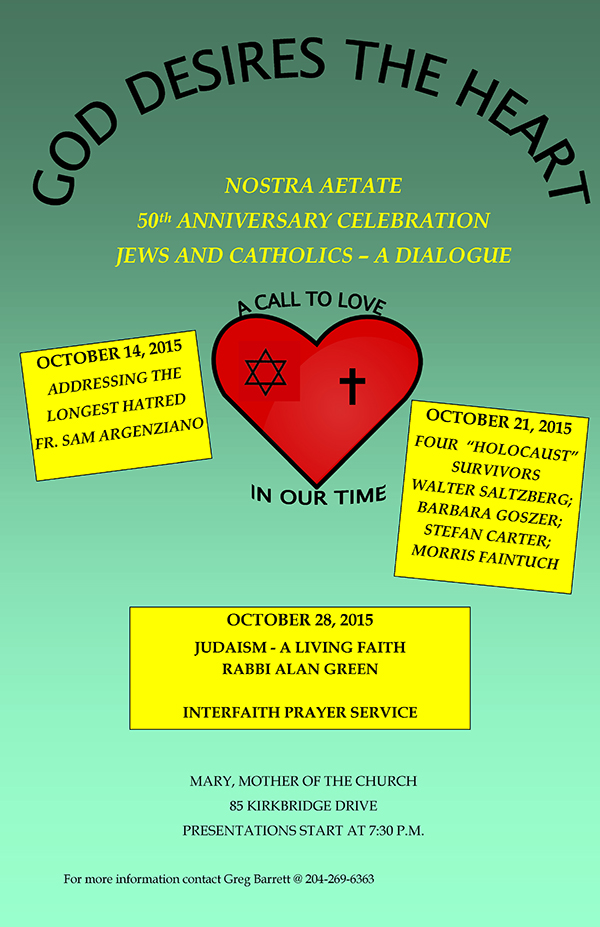 GOD DESIRES THE HEART
NOSTRA AETATE
50th ANNIVERSARY CELEBRATION
JEWS AND CATHOLICS – A DIALOGUE
A CALL TO LOVE
IN OUR TIME
OCTOBER 14, 2015
ADDRESSING THE
LONGEST HATRED
FR. SAM ARGENZIANO
OCTOBER 21, 2015
FOUR “HOLOCAUST”
SURVIVORS
WALTER SALTZBERG;
BARBARA GOSZER;
STEFAN CARTER;
MORRIS FAINTUCH
OCTOBER 28, 2015
JUDAISM - A LIVING FAITH
RABBI ALAN GREEN
INTERFAITH PRAYER SERVICE
MARY, MOTHER OF THE CHURCH
85 KIRKBRIDGE DRIVE
PRESENTATIONS START AT 7:30 P.M.
For more information contact Greg Barrett @ 204-269-6363